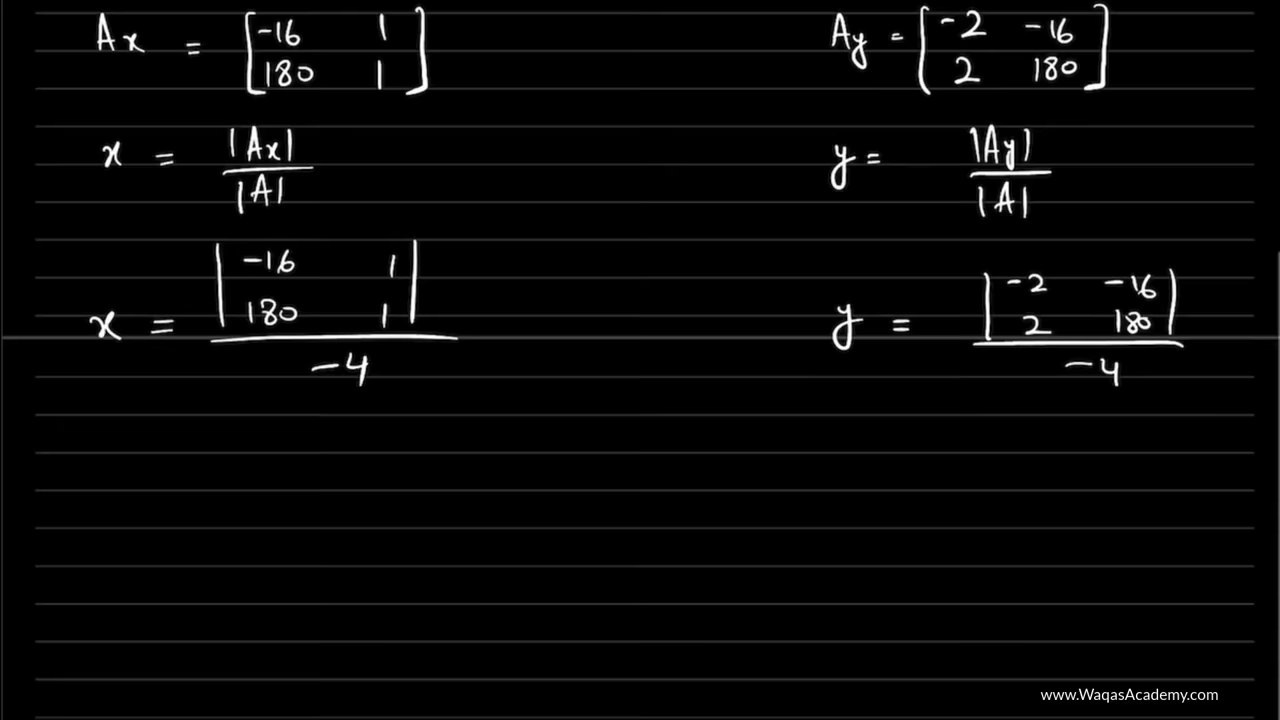 Ax = [-16 1
180 1]
Ay = [-2 -16
2 180]
x = |Ax|
|A|
y = |Ay|
|A|
x = |-16 1
180 1|
-4
y = |-2 -16
2 180|
-4
www.WaqasAcademy.com